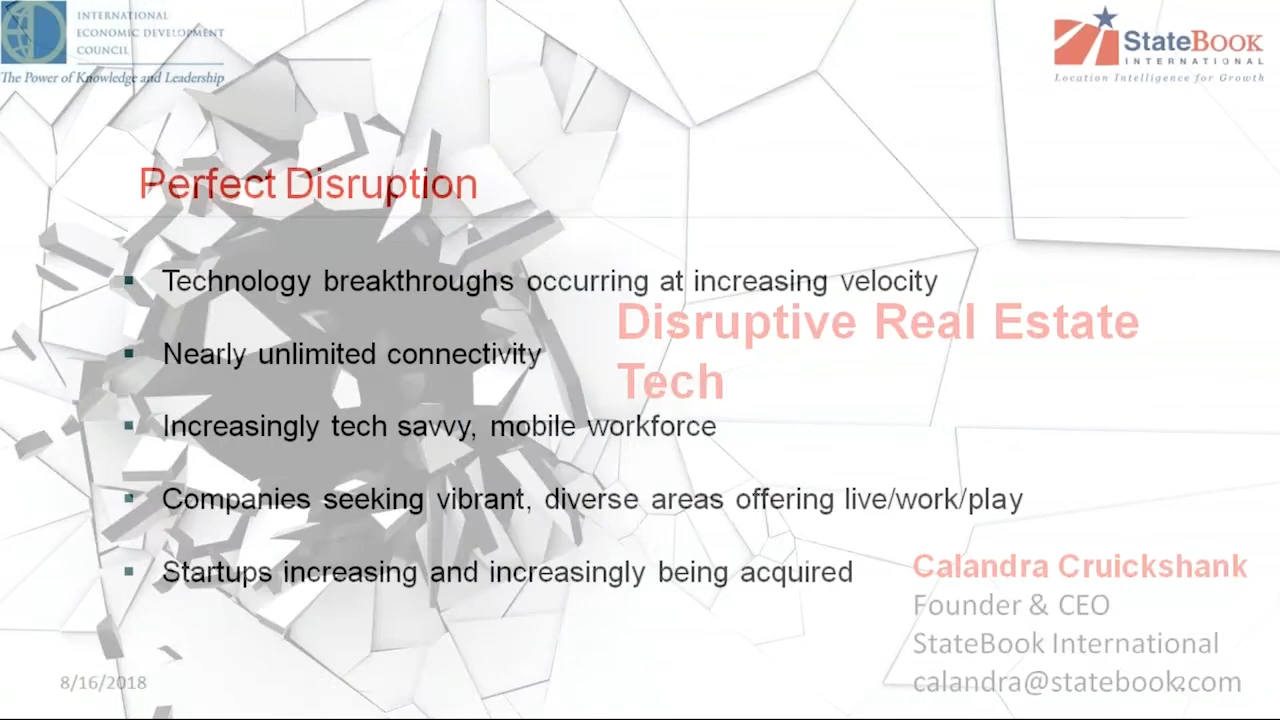 INTERNATIONAL
ECONOMIC DEVELOPMENT
COUNCIL
The Power of Knowledge and Leadership
StateBook
INTERNATIONAL
Location Intelligence for Growth
Perfect Disruption
▪ Technology breakthroughs occurring at increasing velocity
Disruptive Real Estate
▪ Nearly unlimited connectivity
Tech
▪ Increasingly tech savvy, mobile workforce
▪ Companies seeking vibrant, diverse areas offering live/work/play
▪ Startups increasing and increasingly being acquired
Calandra Cruickshank
Founder & CEO
StateBook International
calandra@statebook.com
8/16/2018
2